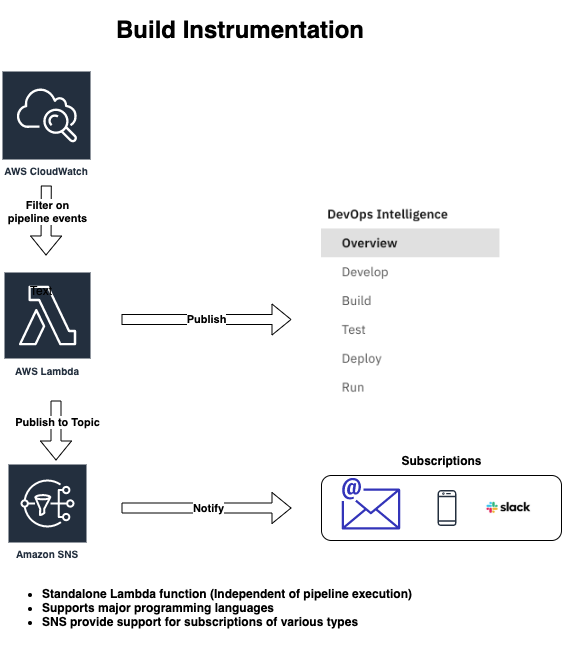 Build Instrumentation
AWS CloudWatch
Filter on
pipeline events
DevOps Intelligence
Overview
Develop
Build
Test
Deploy
Run
Text
Publish
AWS Lambda
Publish to Topic
Subscriptions
@
slack
Notify
Amazon SNS
• Standalone Lambda function (Independent of pipeline execution)
• Supports major programming languages
• SNS provide support for subscriptions of various types